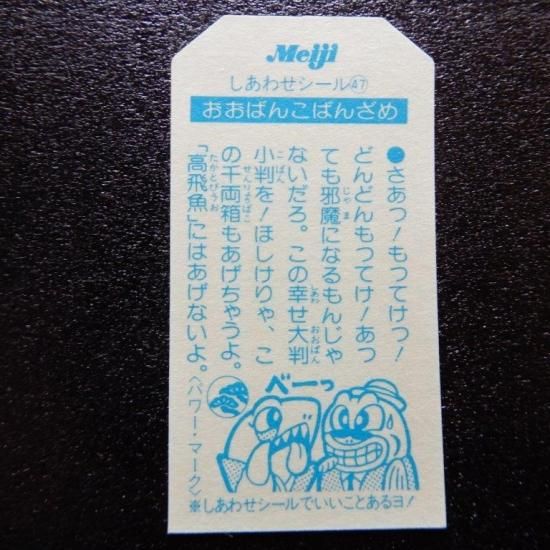 Meiji
しあわせシール㊼
おおばんこばんざめ
●さあっ!もってけっ!
どんどんもってけ!あっ
ても邪魔になるもんじゃ
ないだろ。この幸せ大判
小判を!ほしけりゃ、こ
の千両箱もあげちゃうよ。
「高飛魚」にはあげないよ。
〈パワー・マーク〉
べーっ
※しあわせシールでいいことあるヨ!